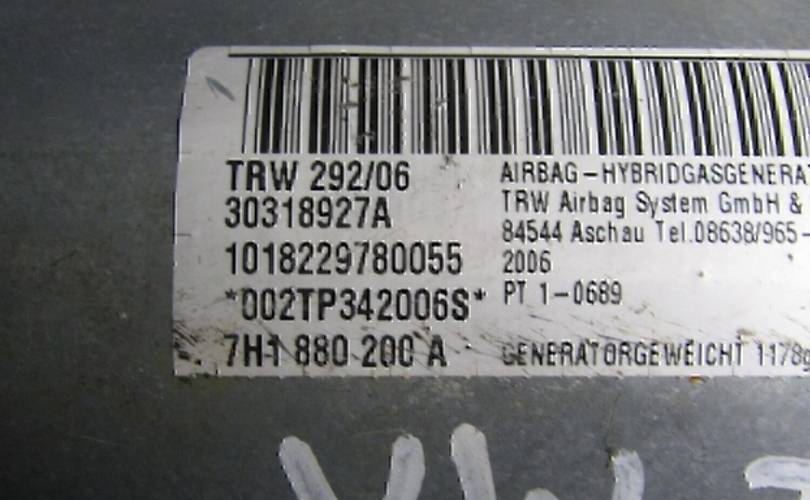 TRW 292/06
30318927A
1018229780055
*002TP342006S*
7H1 880 200 A
AIRBAG-HYBRIDGASGENERAT
TRW Airbag System GmbH &
84544 Aschau Tel.08638/965-
2006
PT 1-0689
GENERATORGEWEICHT 1178g